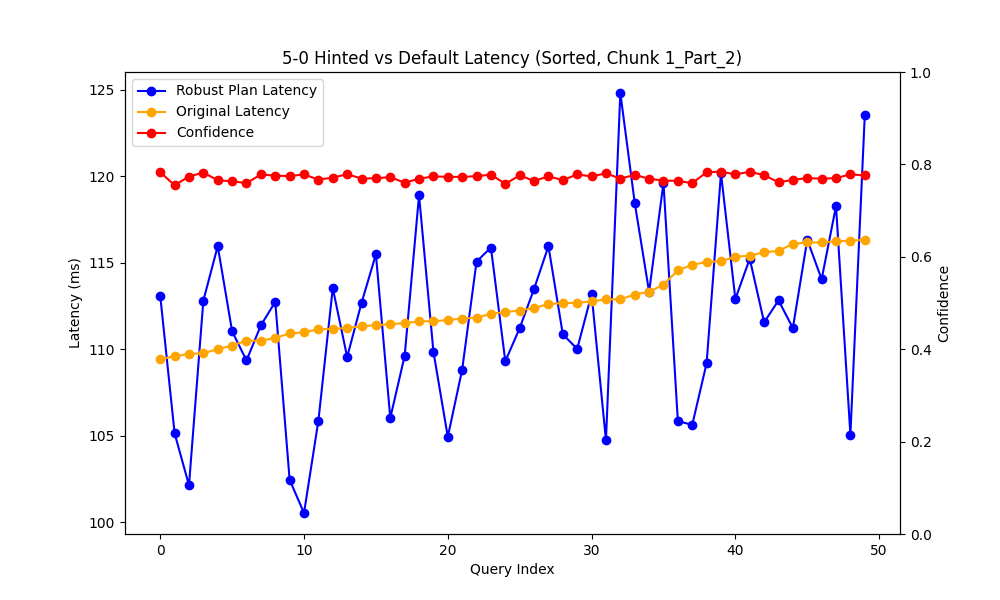 5-0 Hinted vs Default Latency (Sorted, Chunk 1_Part_2)
Robust Plan Latency
Original Latency
Confidence
Latency (ms)
125
120
115
110
105
100
1.0
0.8
0.6
0.4
0.2
0.0
Confidence
0 10 20 30 40 50
Query Index